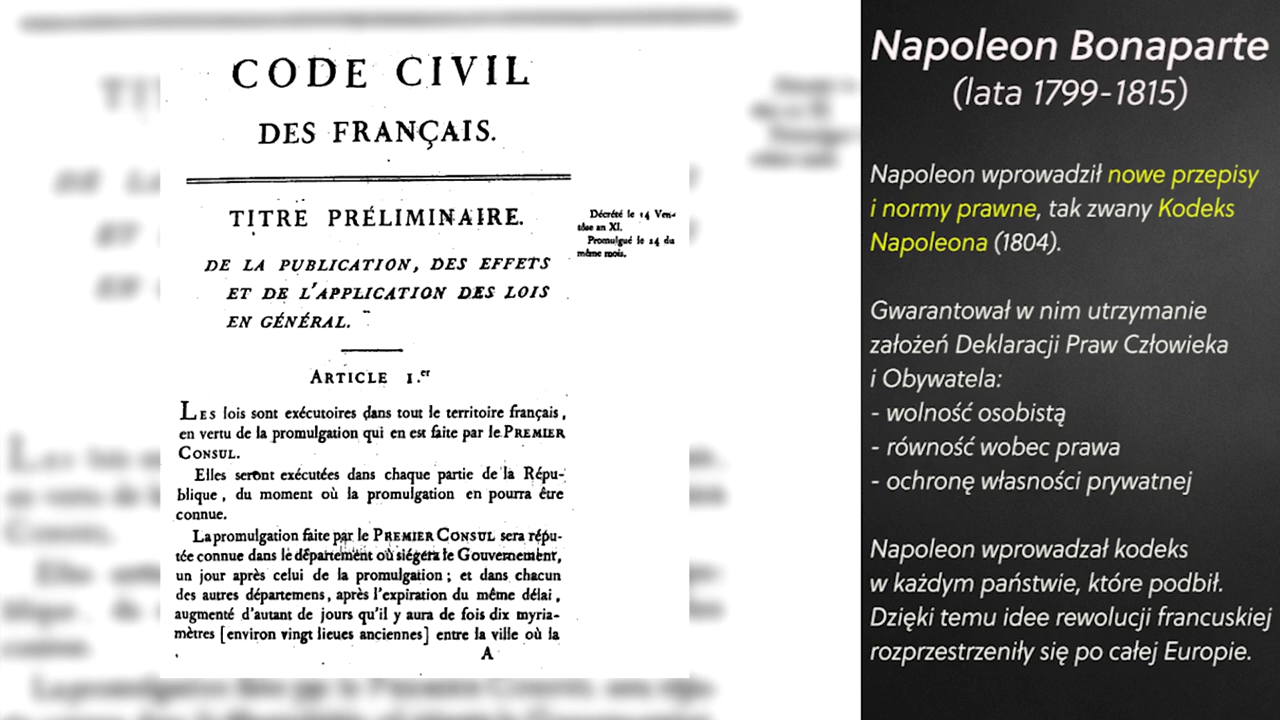 CODE CIVIL
DES FRANÇAIS.
TITRE PRÉLIMINAIRE.
Décrété le 14 Ven-
tôse an XI.
Promulgué le 24 du
même mois.
DE LA PUBLICATION, DES EFFETS
ET DE L'APPLICATION DES LOIS
EN GÉNÉRAL.
ARTICLE 1.er
LES lois sont exécutoires dans tout le territoire français,
en vertu de la promulgation qui en est faite par le PREMIER
CONSUL.
Elles seront exécutées dans chaque partie de la Répu-
blique, du moment où la promulgation en pourra être
connue.
La promulgation faite par le PREMIER CONSUL sera répu-
tée connue dans le département où siégera le Gouvernement,
un jour après celui de la promulgation; et dans chacun
des autres départemens, après l'expiration du même délai,
augmenté d'autant de jours qu'il y aura de fois dix myria-
mètres [environ vingt lieues anciennes] entre la ville où la
A
Napoleon Bonaparte
(lata 1799-1815)
Napoleon wprowadził nowe przepisy
i normy prawne, tak zwany Kodeks
Napoleona (1804).
Gwarantował w nim utrzymanie
założeń Deklaracji Praw Człowieka
i Obywatela:
- wolność osobistą
- równość wobec prawa
- ochronę własności prywatnej
Napoleon wprowadzał kodeks
w każdym państwie, które podbił.
Dzięki temu idee rewolucji francuskiej
rozprzestrzeniły się po całej Europie.